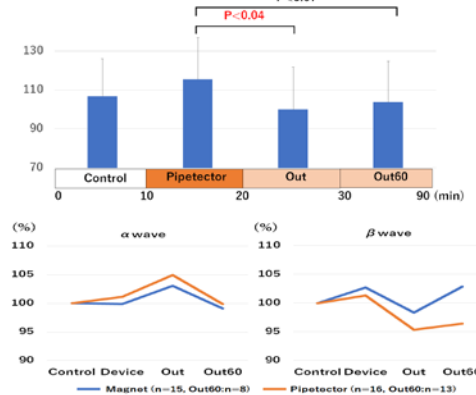 P<0.04
130
110
90
70
Control Pipetector Out Out60
0 10 20 30 90 (min)
(%) α wave
110
105
100
95
90
Control Device Out Out60
(%) β wave
110
105
100
95
90
Control Device Out Out60
Magnet (n=15, Out60:n=8) Pipetector (n=16, Out60:n=13)